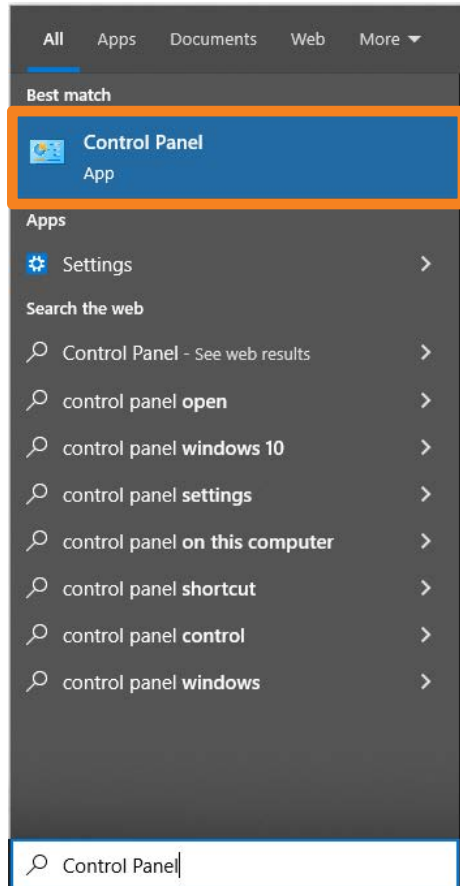 All Apps Documents Web More
Best match
Control Panel
App
Apps
Settings
Search the web
Control Panel - See web results
control panel open
control panel windows 10
control panel settings
control panel on this computer
control panel shortcut
control panel control
control panel windows
Control Panel